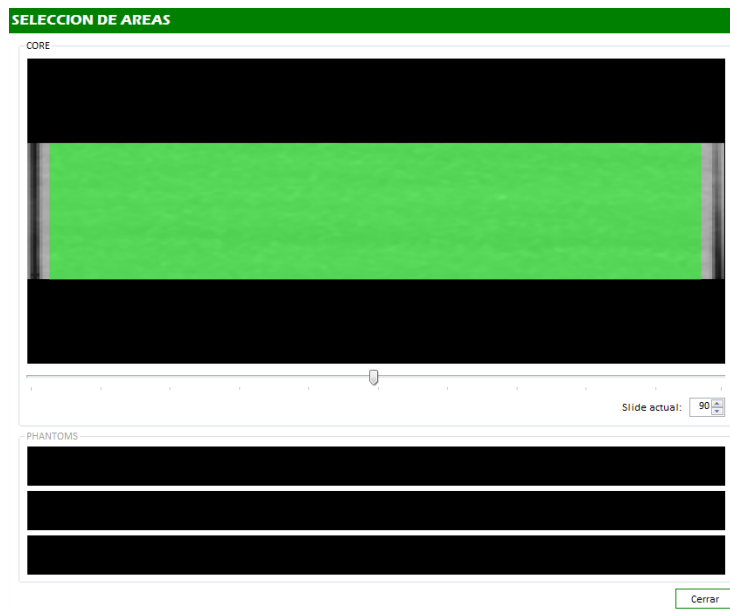 SELECCION DE AREAS
CORE
Slide actual: 90
PHANTOMS
Cerrar